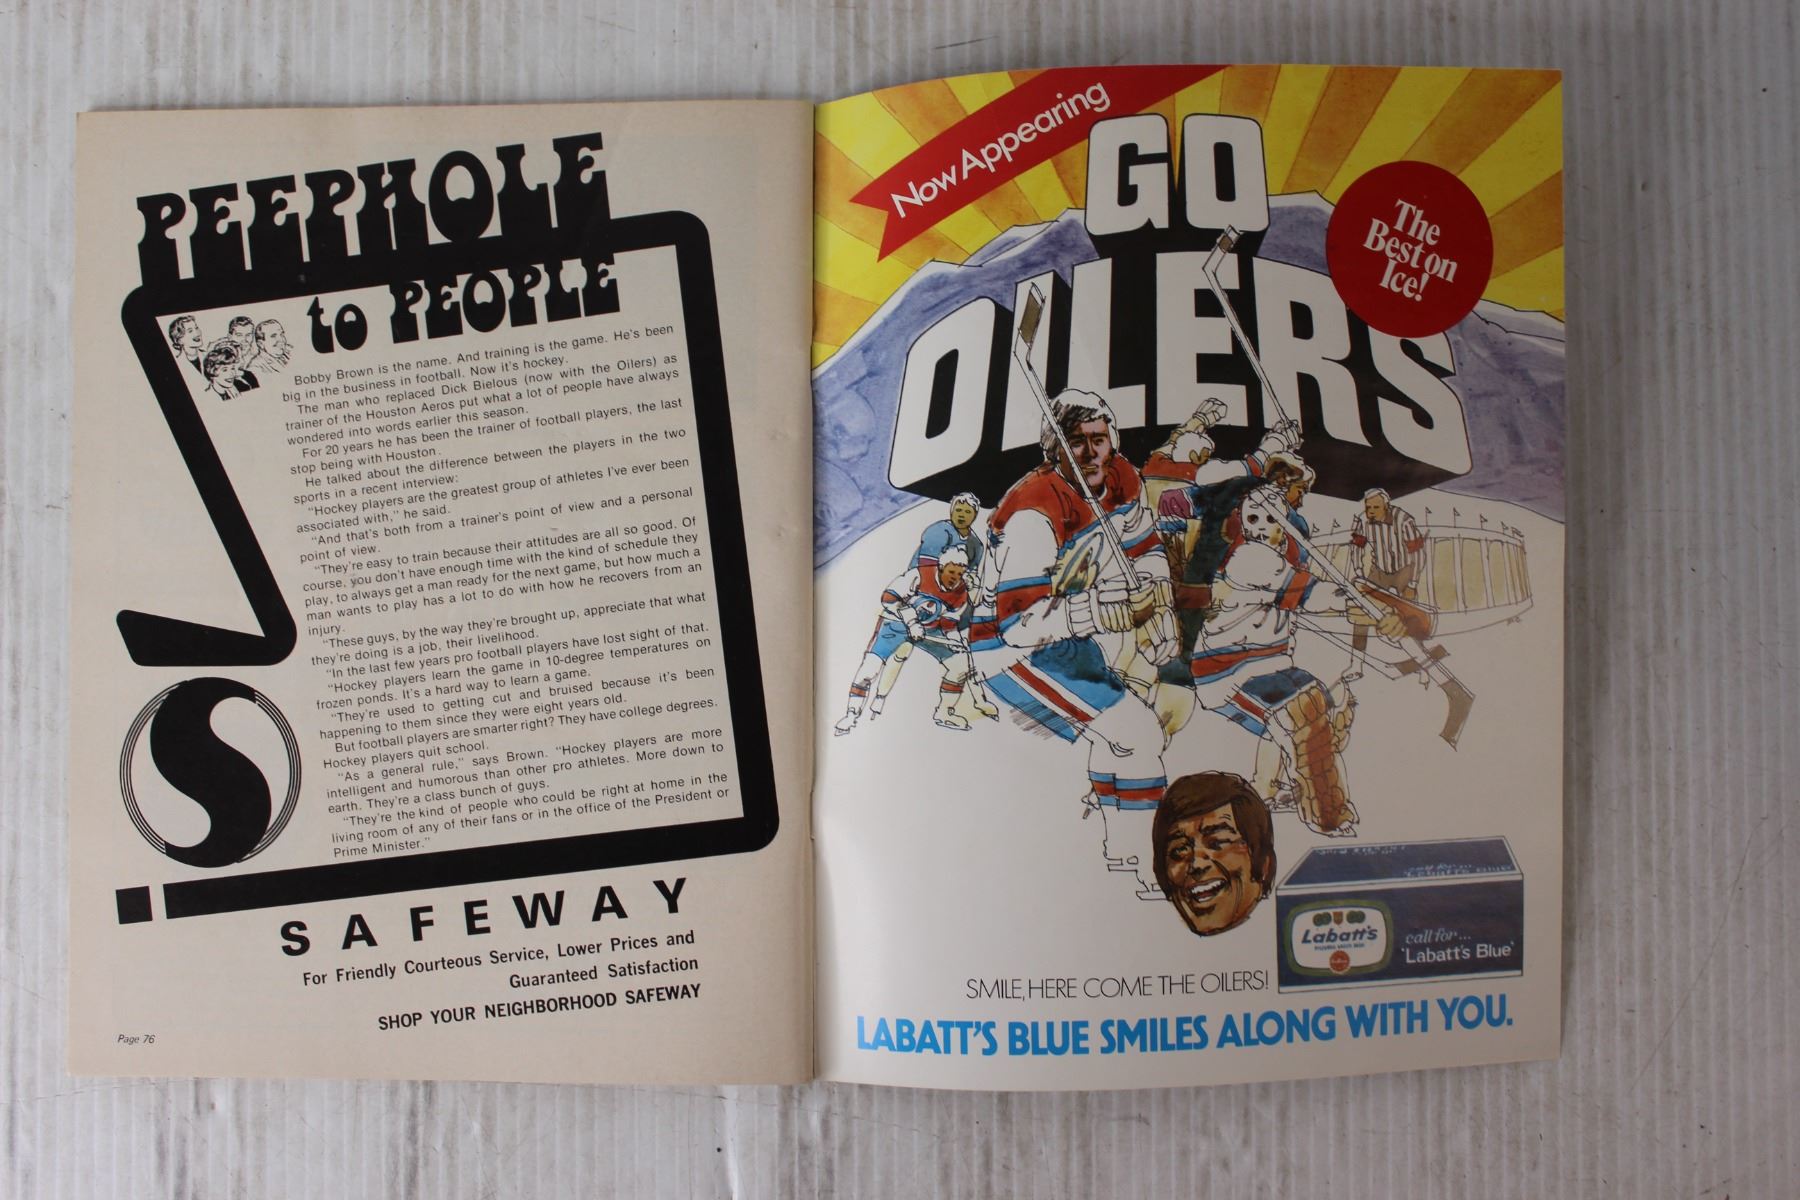 PEEPHOLE
to PEOPLE
Bobby Brown is the name. And training is the game. He's been
big in the business in football. Now it's hockey.
The man who replaced Dick Bielous (now with the Oilers) as
trainer of the Houston Aeros put what a lot of people have always
wondered into words earlier this season.
For 20 years he has been the trainer of football players, the last
stop being with Houston.
He talked about the difference between the players in the two
sports in a recent interview:
"Hockey players are the greatest group of athletes I've ever been
associated with," he said.
"And that's both from a trainer's point of view and a personal
point of view.
"They're easy to train because their attitudes are all so good. Of
course, you don't have enough time with the kind of schedule they
play, to always get a man ready for the next game, but how much a
man wants to play has a lot to do with how he recovers from an
injury.
"These guys, by the way they're brought up, appreciate that what
they're doing is a job, their livelihood.
"In the last few years pro football players have lost sight of that.
"Hockey players learn the game in 10-degree temperatures on
frozen ponds. It's a hard way to learn a game.
"They're used to getting cut and bruised because it's been
happening to them since they were eight years old.
But football players are smarter right? They have college degrees.
Hockey players quit school.
"As a general rule," says Brown. "Hockey players are more
intelligent and humorous than other pro athletes. More down to
earth. They're a class bunch of guys.
"They're the kind of people who could be right at home in the
living room of any of their fans or in the office of the President or
Prime Minister."
SAFEWAY
For Friendly Courteous Service, Lower Prices and
Guaranteed Satisfaction
SHOP YOUR NEIGHBORHOOD SAFEWAY
Page 76
Now Appearing
GO
OILERS
The
Best on
Ice!
Labatt's
call for...
'Labatt's Blue'
SMILE, HERE COME THE OILERS!
LABATT'S BLUE SMILES ALONG WITH YOU.